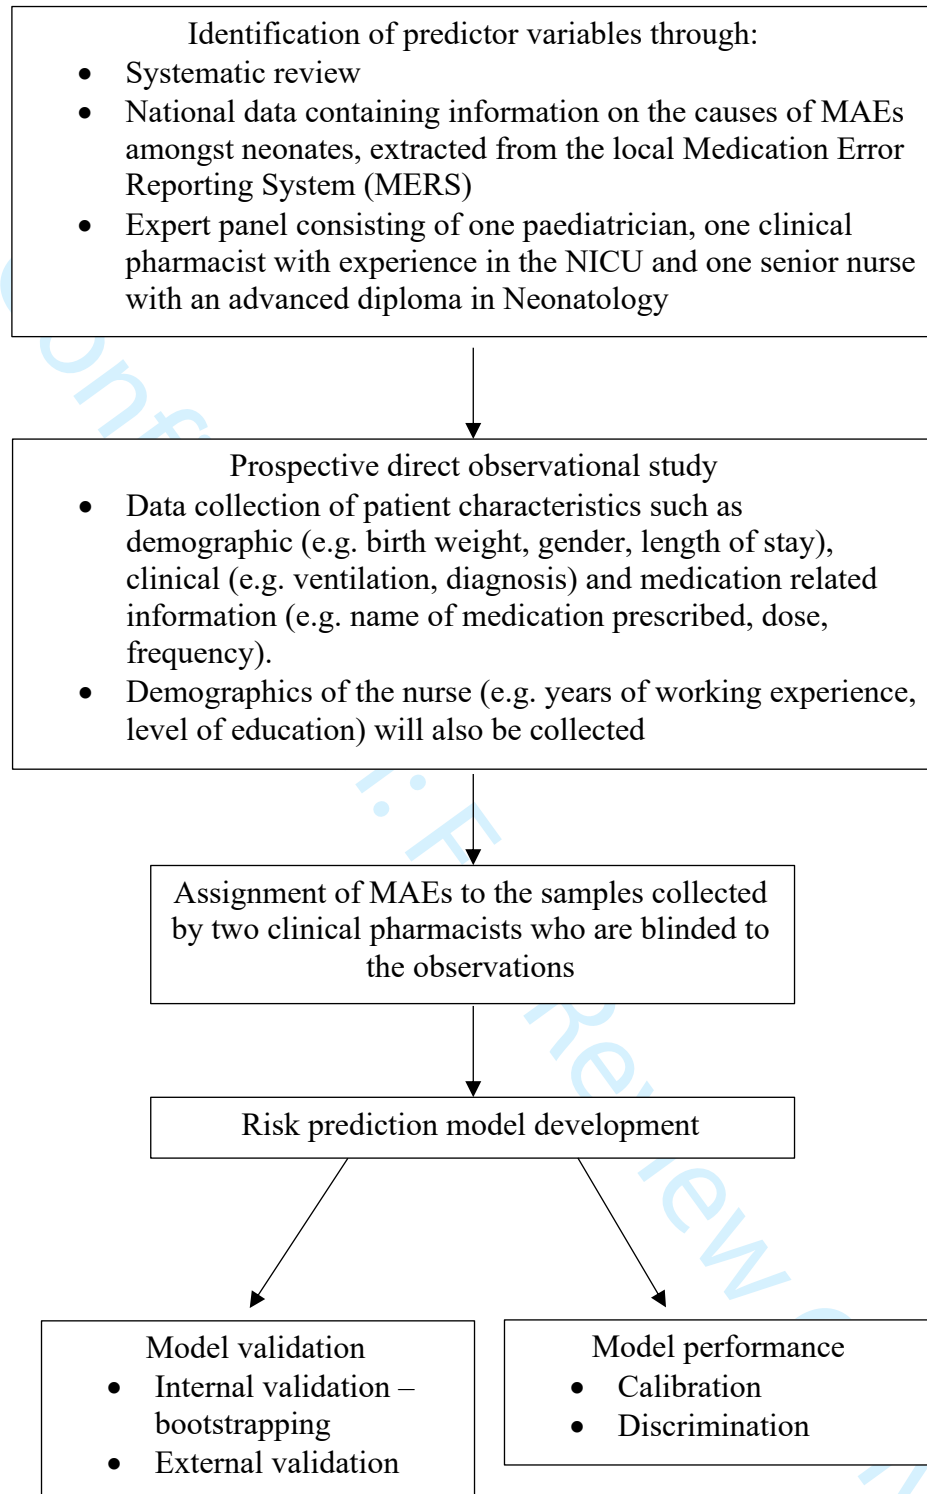 Identification of predictor variables through:
• Systematic review
• National data containing information on the causes of MAEs
amongst neonates, extracted from the local Medication Error
Reporting System (MERS)
• Expert panel consisting of one paediatrician, one clinical
pharmacist with experience in the NICU and one senior nurse
with an advanced diploma in Neonatology
Prospective direct observational study
• Data collection of patient characteristics such as
demographic (e.g. birth weight, gender, length of stay),
clinical (e.g. ventilation, diagnosis) and medication related
information (e.g. name of medication prescribed, dose,
frequency).
• Demographics of the nurse (e.g. years of working experience,
level of education) will also be collected
Assignment of MAEs to the samples collected
by two clinical pharmacists who are blinded to
the observations
Risk prediction model development
Model validation
• Internal validation –
bootstrapping
• External validation
Model performance
• Calibration
• Discrimination